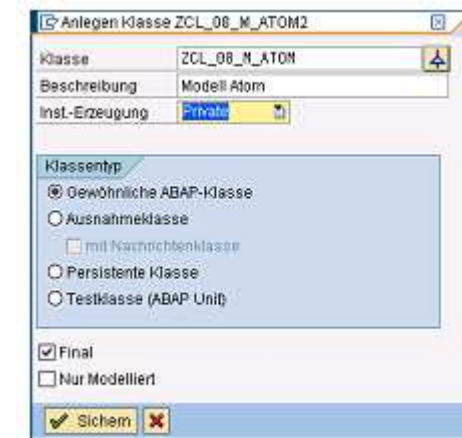 Anlegen Klasse ZCL_08_M_ATOM2
Klasse ZCL_08_M_ATOM
Beschreibung Modell Atom
Inst.-Erzeugung Private
Klassentyp
Gewöhnliche ABAP-Klasse
Ausnahmeklasse
mit Nachrichtenklasse
Persistente Klasse
Testklasse (ABAP Unit)
Final
Nur Modelliert
Sichern